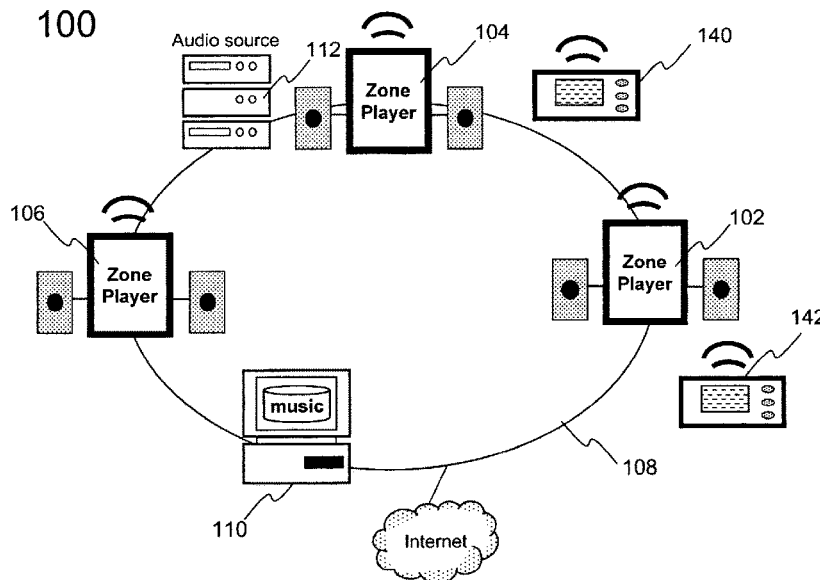 100
Audio source
112
104
140
Zone
Player
106
102
Zone
Player
Zone
Player
142
music
108
110
Internet